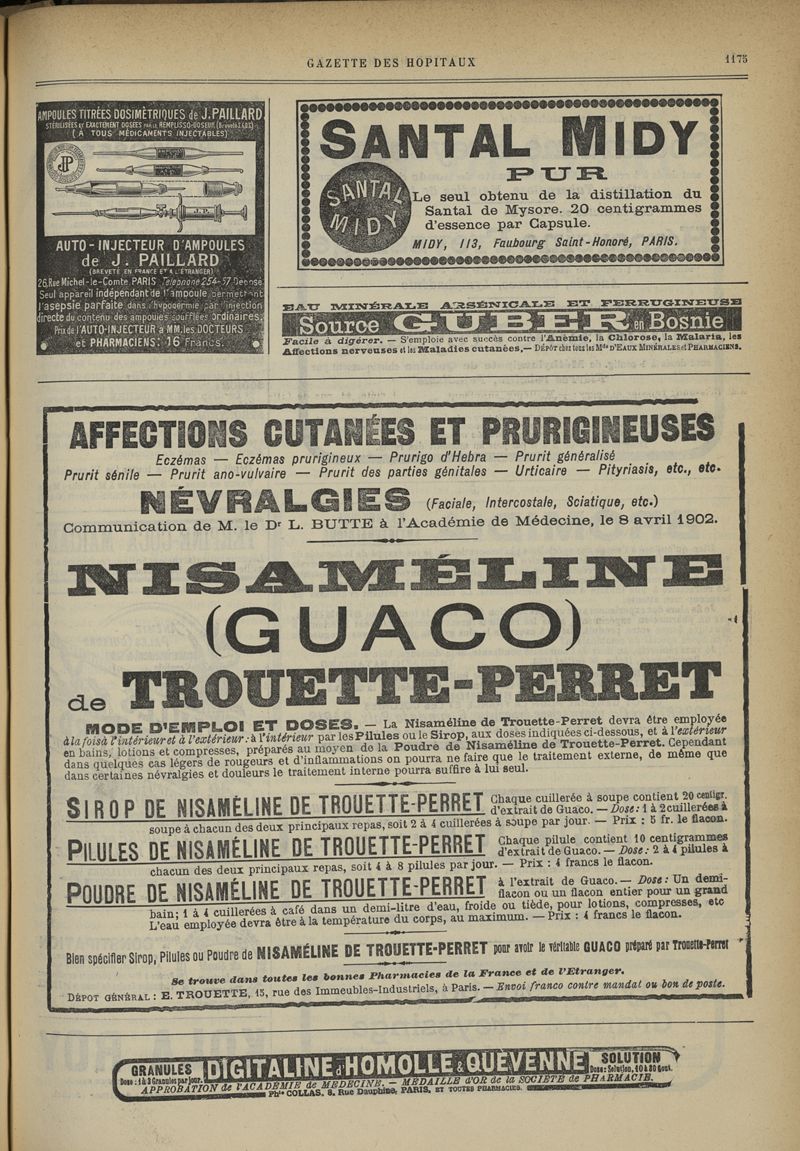 GAZETTE DES HOPITAUX
1175
AMPOULES TITRÉES DOSIMÉTRIQUES de J. PAILLARD
STÉRILISÉES et EXACTEMENT DOSÉES PAR LE REMPLISSO-DOSEUR (Breveté S.G.D.G.)
(A TOUS MÉDICAMENTS INJECTABLES)
JP
J.P.
AUTO-INJECTEUR D'AMPOULES
de J. PAILLARD
(BREVETÉ EN FRANCE ET A L'ÉTRANGER)
26, Rue Michel-le-Comte, PARIS Téléphone 254-57 Déposé
Seul appareil indépendant de l'ampoule permettant
l'asepsie parfaite dans l'hypodermie par l'injection
directe du contenu des ampoules soufflées ordinaires.
Prix de l'AUTO-INJECTEUR à MM. les DOCTEURS
et PHARMACIENS: 16 Francs.
SANTAL MIDY
PUR
SANTAL
MIDY
Le seul obtenu de la distillation du
Santal de Mysore. 20 centigrammes
d'essence par Capsule.
MIDY, 113, Faubourg Saint-Honoré, PARIS.
EAU MINÉRALE ARSÉNICALE ET FERRUGINEUSE
Source GUBER en Bosnie
Facile à digérer. — S'emploie avec succès contre l'Anémie, la Chlorose, la Malaria, les
Affections nerveuses et les Maladies cutanées, — DÉPÔT chez tous les Mds D'EAUX MINÉRALES et PHARMACIENS.
AFFECTIONS CUTANÉES ET PRURIGINEUSES
Eczémas — Eczémas prurigineux — Prurigo d'Hebra — Prurit généralisé
Prurit sénile — Prurit ano-vulvaire — Prurit des parties génitales — Urticaire — Pityriasis, etc., etc.
NÉVRALGIES (Faciale, Intercostale, Sciatique, etc.)
Communication de M. le Dr L. BUTTE à l'Académie de Médecine, le 8 avril 1902.
NISAMÉLINE
(GUACO)
de TROUETTE-PERRET
MODE D'EMPLOI ET DOSES. — La Nisaméline de Trouette-Perret devra être employée
à la fois à l'intérieur et à l'extérieur : à l'intérieur par les Pilules ou le Sirop, aux doses indiquées ci-dessous, et à l'extérieur
en bains, lotions et compresses, préparés au moyen de la Poudre de Nisaméline de Trouette-Perret. Cependant
dans quelques cas légers de rougeurs et d'inflammations on pourra ne faire que le traitement externe, de même que
dans certaines névralgies et douleurs le traitement interne pourra suffire à lui seul.
SIROP DE NISAMÉLINE DE TROUETTE-PERRET Chaque cuillerée à soupe contient 20 centigr.
d'extrait de Guaco. — Dose : 1 à 2 cuillerées à
soupe à chacun des deux principaux repas, soit 2 à 4 cuillerées à soupe par jour. — Prix : 5 fr. le flacon.
PILULES DE NISAMÉLINE DE TROUETTE-PERRET Chaque pilule contient 10 centigrammes
d'extrait de Guaco. — Dose : 2 à 4 pilules à
chacun des deux principaux repas, soit 4 à 8 pilules par jour. — Prix : 4 francs le flacon.
POUDRE DE NISAMÉLINE DE TROUETTE-PERRET à l'extrait de Guaco. — Dose : Un demi-
flacon ou un flacon entier pour un grand
bain; 1 à 4 cuillerées à café dans un demi-litre d'eau, froide ou tiède, pour lotions, compresses, etc
L'eau employée devra être à la température du corps, au maximum. — Prix : 4 francs le flacon.
Bien spécifier Sirop, Pilules ou Poudre de NISAMÉLINE DE TROUETTE-PERRET pour avoir le véritable GUACO préparé par Trouette-Perret
Se trouve dans toutes les bonnes Pharmacies de la France et de l'Etranger.
DÉPOT GÉNÉRAL : E. TROUETTE, 15, rue des Immeubles-Industriels, à Paris. — Envoi franco contre mandat ou bon de poste.
GRANULES DIGITALINE d'HOMOLLE & QUEVENNE SOLUTION
Dose : 1 à 3 Granules par jour. Dose : Solution, 10 à 30 Gout.
APPROBATION de l'ACADÉMIE de MÉDECINE. — MÉDAILLE D'OR de la SOCIÉTÉ de PHARMACIE.
Phie COLLAS, 8, Rue Dauphine, PARIS, ET TOUTES PHARMACIES.